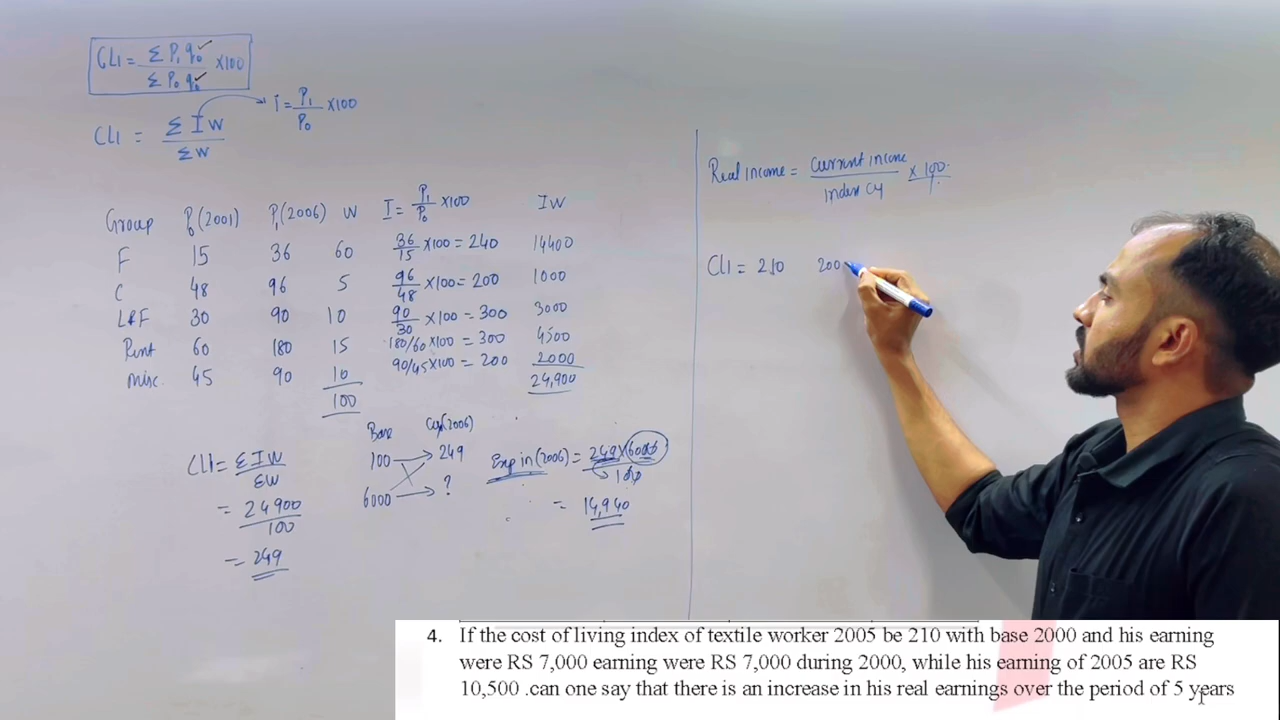 CLI = Σ P₁ q₀ / Σ P₀ q₀ ×100
I = P₁ / P₀ ×100
CLI = Σ I W / Σ W
Group P₀(2001) P₁(2006) W I = P₁/P₀ ×100 IW
F 15 36 60 36/15 ×100 = 240 14400
C 48 96 5 96/48 ×100 = 200 1000
L&F 30 90 10 90/30 ×100 = 300 3000
Rent 60 180 15 180/60 ×100 = 300 4500
Misc. 45 90 10 90/45 ×100 = 200 2000
100 24,900
CLI = Σ I W / Σ W
= 24900 / 100
= 249
Base Cy(2006)
100 → 249
6000 → ?
Exp in (2006) = 249 × 6000 / 100
= 14,940
Real income = Current income / index Cy × 100
CLI = 210 200
4. If the cost of living index of textile worker 2005 be 210 with base 2000 and his earning
were RS 7,000 earning were RS 7,000 during 2000, while his earning of 2005 are RS
10,500 .can one say that there is an increase in his real earnings over the period of 5 years